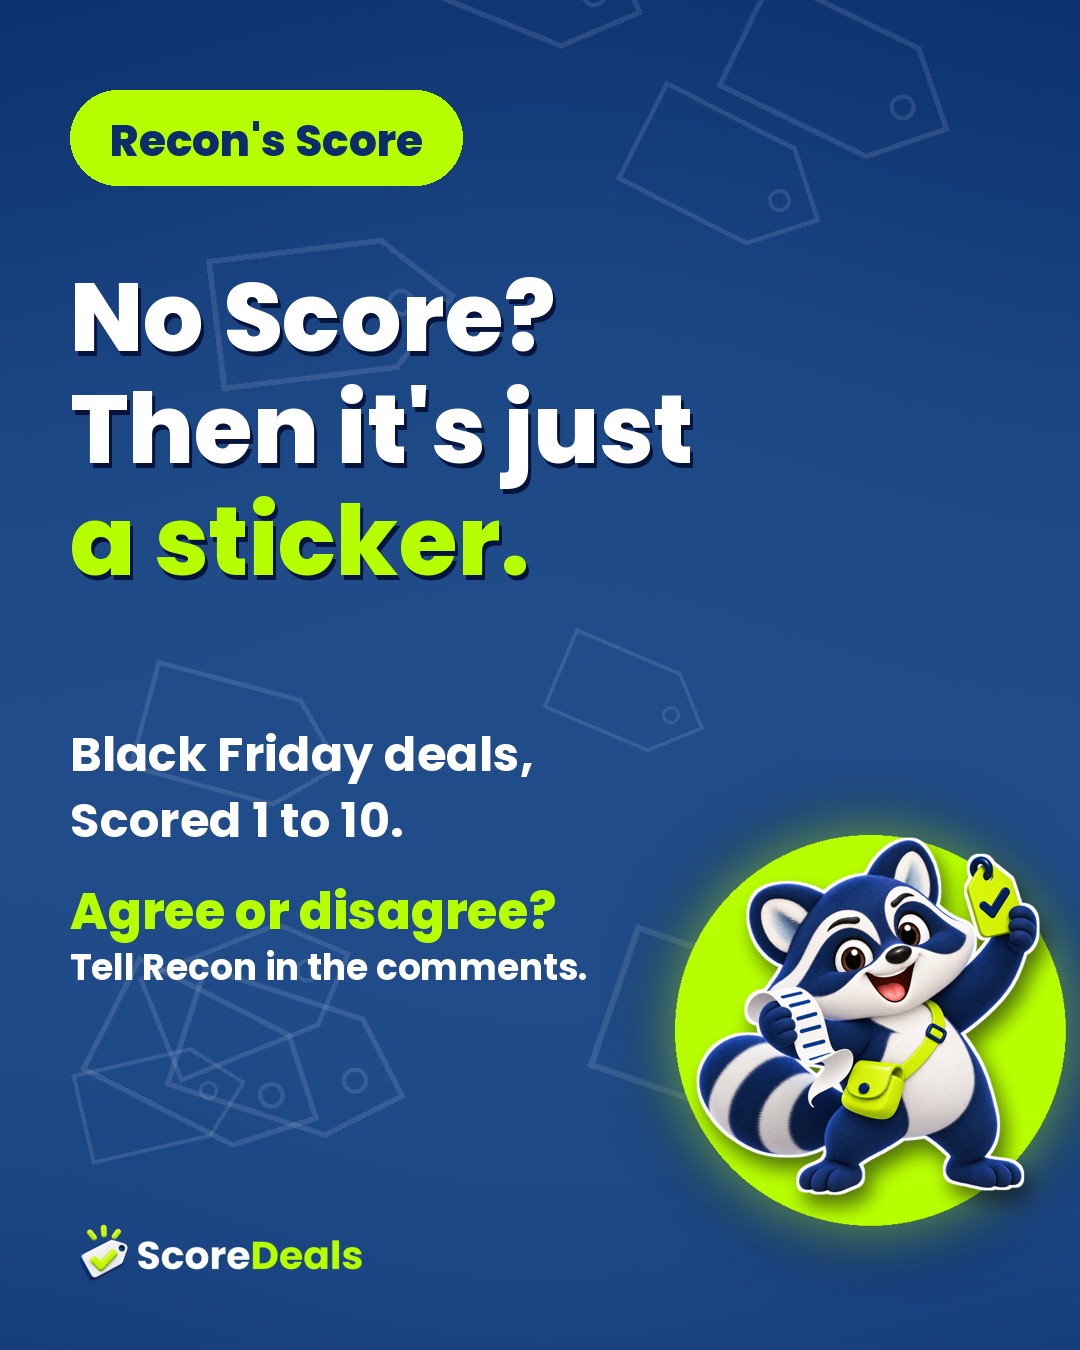 Recon's Score
No Score?
Then it's just
a sticker.
Black Friday deals,
Scored 1 to 10.
Agree or disagree?
Tell Recon in the comments.
ScoreDeals